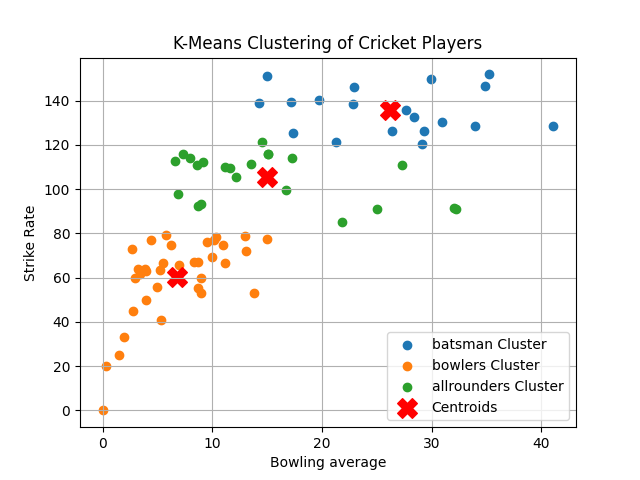 K-Means Clustering of Cricket Players
Strike Rate
140
120
100
80
60
40
20
0
batsman Cluster
bowlers Cluster
allrounders Cluster
Centroids
0 10 20 30 40
Bowling average